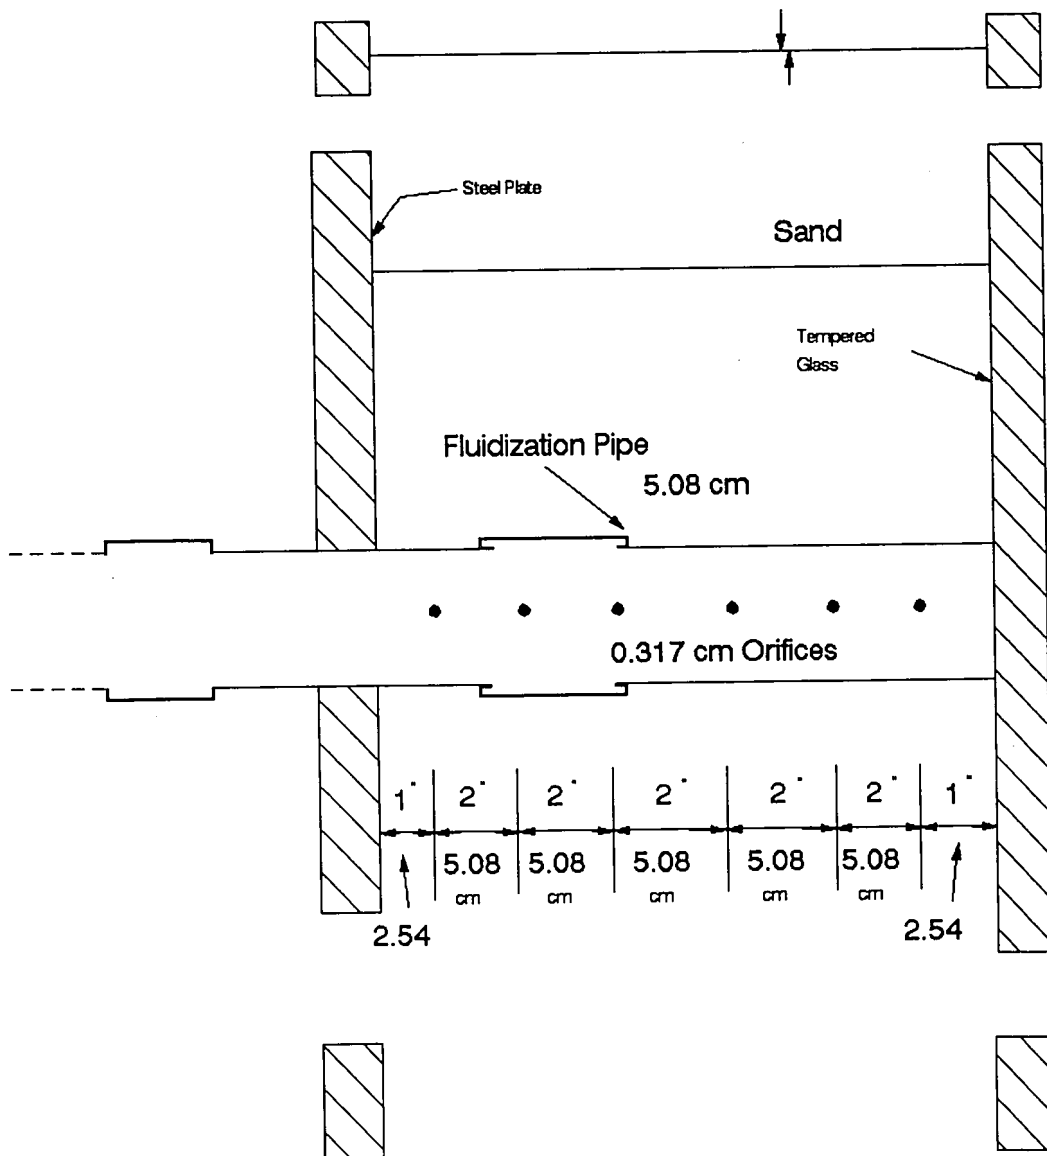 Steel Plate
Sand
Tempered
Glass
Fluidization Pipe
5.08 cm
0.317 cm Orifices
1" 2" 2" 2" 2" 2" 1"
5.08 5.08 5.08 5.08 5.08
cm cm cm cm cm
2.54 2.54